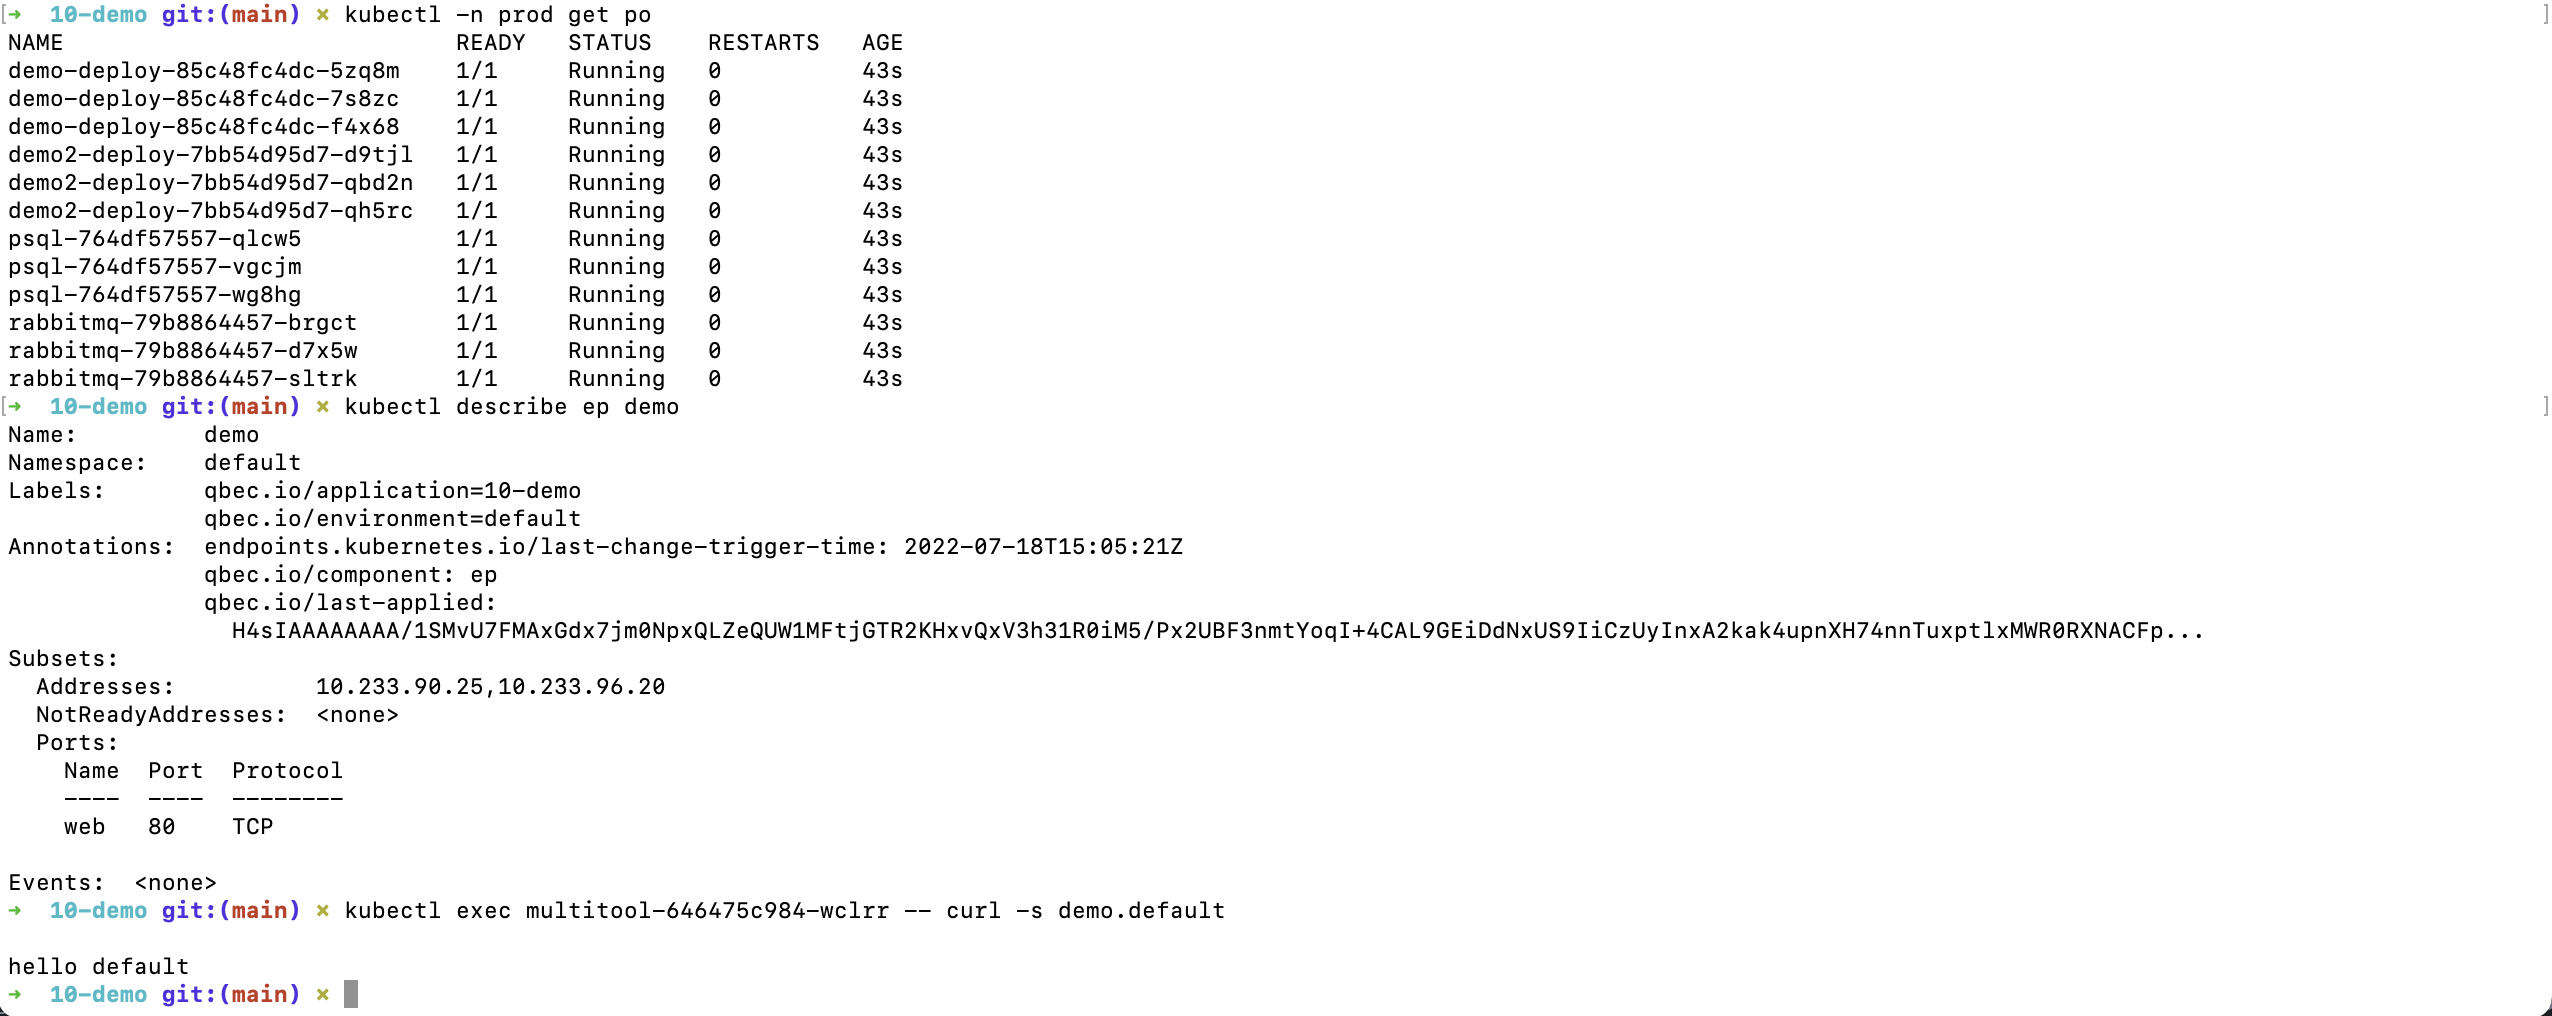 [➜  10-demo git:(main) ✗ kubectl -n prod get po ]
NAME                            READY   STATUS    RESTARTS   AGE
demo-deploy-85c48fc4dc-5zq8m    1/1     Running   0          43s
demo-deploy-85c48fc4dc-7s8zc    1/1     Running   0          43s
demo-deploy-85c48fc4dc-f4x68    1/1     Running   0          43s
demo2-deploy-7bb54d95d7-d9tjl   1/1     Running   0          43s
demo2-deploy-7bb54d95d7-qbd2n   1/1     Running   0          43s
demo2-deploy-7bb54d95d7-qh5rc   1/1     Running   0          43s
psql-764df57557-qlcw5           1/1     Running   0          43s
psql-764df57557-vgcjm           1/1     Running   0          43s
psql-764df57557-wg8hg           1/1     Running   0          43s
rabbitmq-79b8864457-brgct       1/1     Running   0          43s
rabbitmq-79b8864457-d7x5w       1/1     Running   0          43s
rabbitmq-79b8864457-sltrk       1/1     Running   0          43s
[➜  10-demo git:(main) ✗ kubectl describe ep demo ]
Name:         demo
Namespace:    default
Labels:       qbec.io/application=10-demo
              qbec.io/environment=default
Annotations:  endpoints.kubernetes.io/last-change-trigger-time: 2022-07-18T15:05:21Z
              qbec.io/component: ep
              qbec.io/last-applied:
                H4sIAAAAAAAA/1SMvU7FMAxGdx7jm0NpxQLZeQUW1MFtjGTR2KHxvQxV3h31R0iM5/Px2UBF3nmtYoqI+4CAL9GEiDdNxUS9IiCzUyInxA2kak4upnXH74nnTuxptlxMWR0RXNACFp...
Subsets:
  Addresses:          10.233.90.25,10.233.96.20
  NotReadyAddresses:  <none>
  Ports:
    Name  Port  Protocol
    ----  ----  --------
    web   80    TCP
Events:  <none>
➜  10-demo git:(main) ✗ kubectl exec multitool-646475c984-wclrr -- curl -s demo.default
hello default
➜  10-demo git:(main) ✗